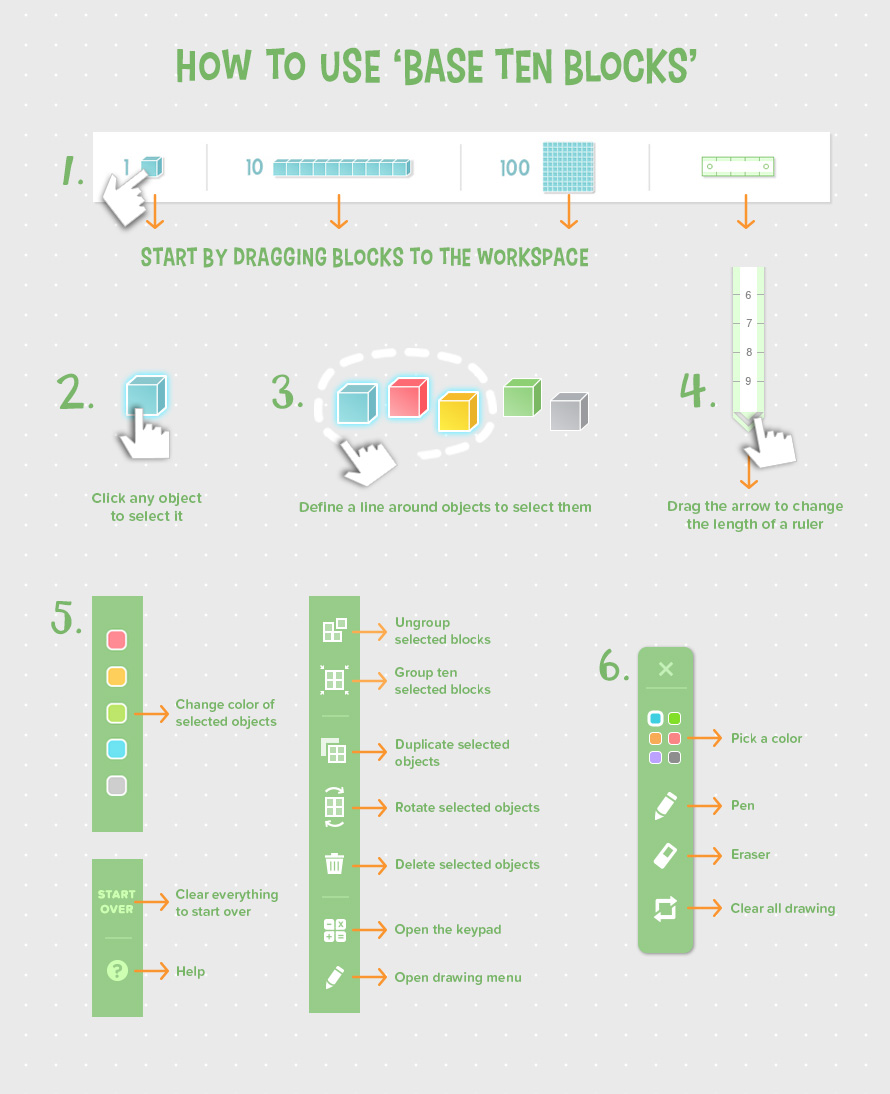 HOW TO USE ‘BASE TEN BLOCKS’
1.
1
10
100
START BY DRAGGING BLOCKS TO THE WORKSPACE
2.
Click any object
to select it
3.
Define a line around objects to select them
4.
6
7
8
9
Drag the arrow to change
the length of a ruler
5.
Change color of
selected objects
START
OVER
Clear everything
to start over
?
Help
Ungroup
selected blocks
Group ten
selected blocks
Duplicate selected
objects
Rotate selected objects
Delete selected objects
Open the keypad
Open drawing menu
6.
Pick a color
Pen
Eraser
Clear all drawing